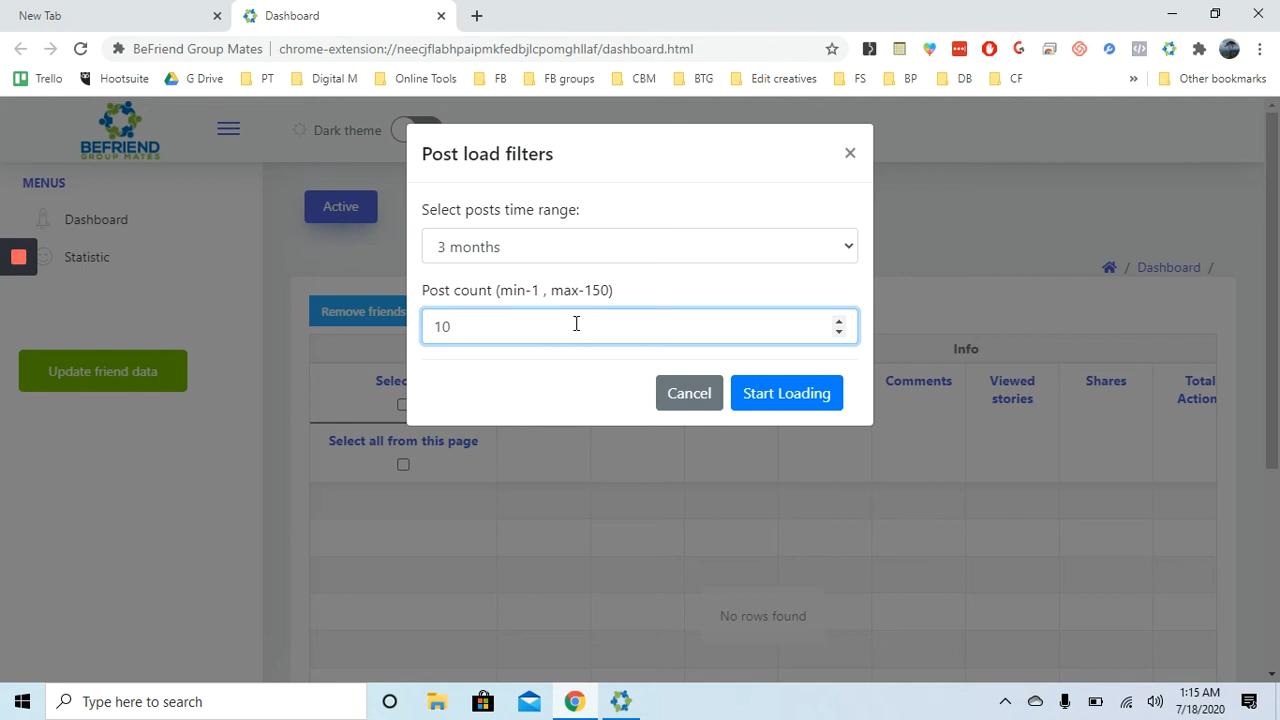 New Tab
Dashboard
BeFriend Group Mates
chrome-extension://neecjflabhpaipmkfedbjlcpomghllaf/dashboard.html
Trello
Hootsuite
G Drive
PT
Digital M
Online Tools
FB
FB groups
CBM
BTG
Edit creatives
FS
BP
DB
CF
»
Other bookmarks
BEFRIEND
GROUP MATES
Dark theme
MENUS
Dashboard
Statistic
Update friend data
Active
/ Dashboard /
Remove friends
Info
Selec
Comments
Viewed
stories
Shares
Total
Action
Select all from this page
No rows found
Post load filters
×
Select posts time range:
3 months
Post count (min-1 , max-150)
10
Cancel
Start Loading
Type here to search
1:15 AM
7/18/2020